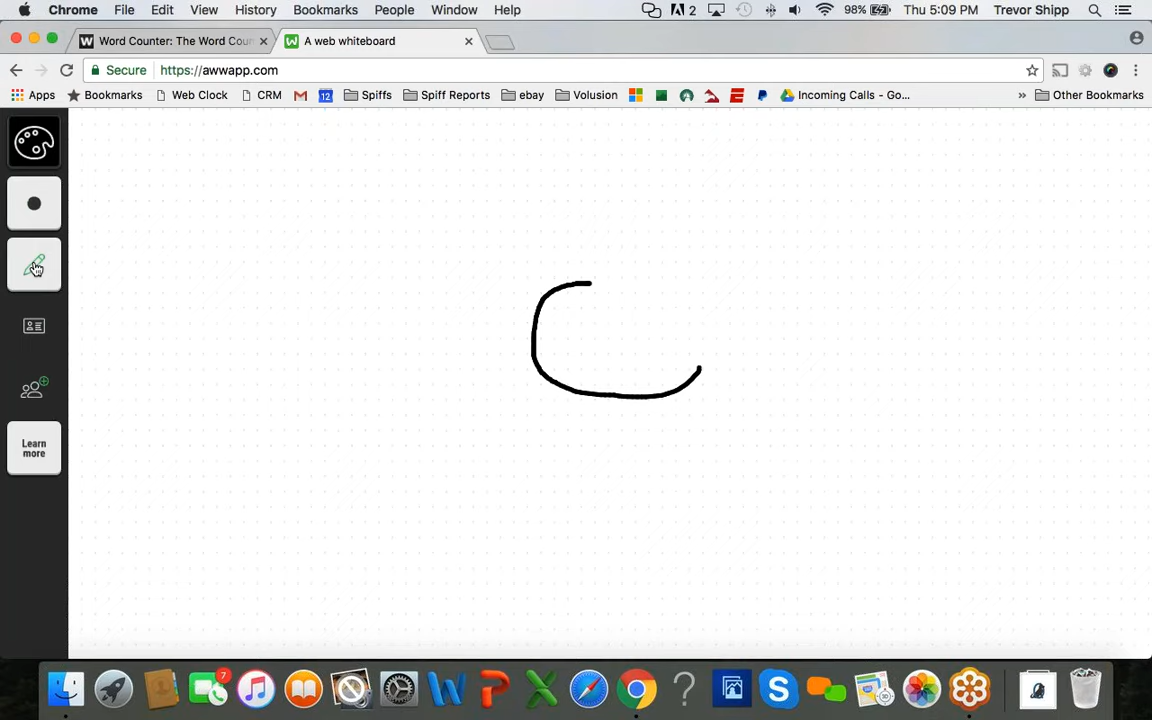 Chrome File Edit View History Bookmarks People Window Help 2 98% Thu 5:09 PM Trevor Shipp
Word Counter: The Word Coun
A web whiteboard
Secure https://awwapp.com
Apps Bookmarks Web Clock CRM 12 Spiffs Spiff Reports ebay Volusion Incoming Calls - Go... » Other Bookmarks
Learn
more
7